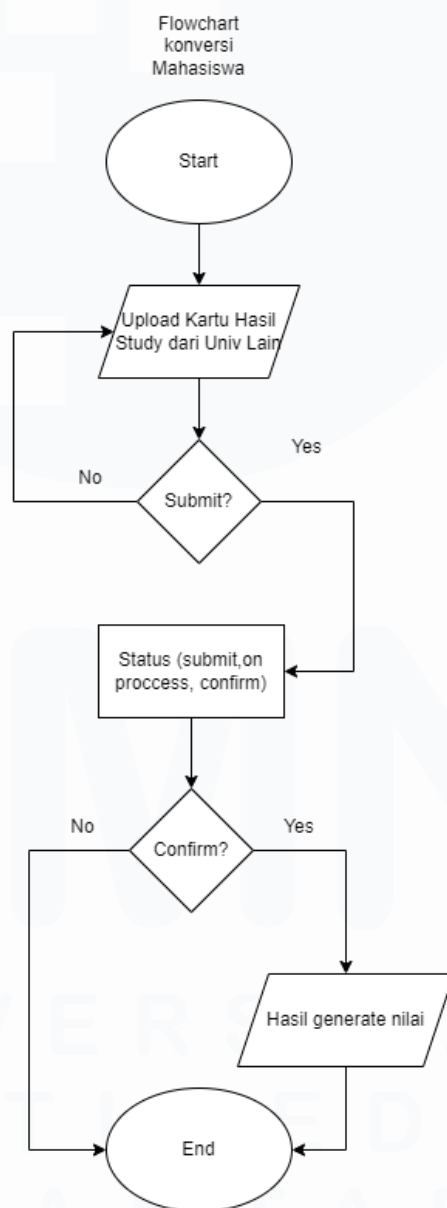 Flowchart
konversi
Mahasiswa
Start
Upload Kartu Hasil
Study dari Univ Lain
Yes
No
Submit?
Status (submit,on
proccess, confirm)
No
Yes
Confirm?
Hasil generate nilai
End